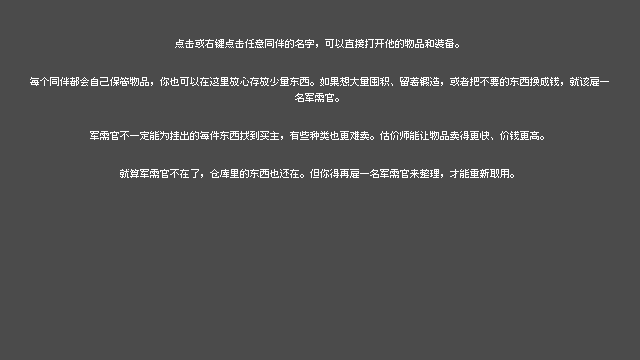 点击或右键点击任意同伴的名字，可以直接打开他的物品和装备。
每个同伴都会自己保管物品，你也可以在这里放心存放少量东西。如果想大量囤积、留着锻造，或者把不要的东西换成钱，就该雇一
名军需官。
军需官不一定能为挂出的每件东西找到买主，有些种类也更难卖。估价师能让物品卖得更快、价钱更高。
就算军需官不在了，仓库里的东西也还在。但你得再雇一名军需官来整理，才能重新取用。